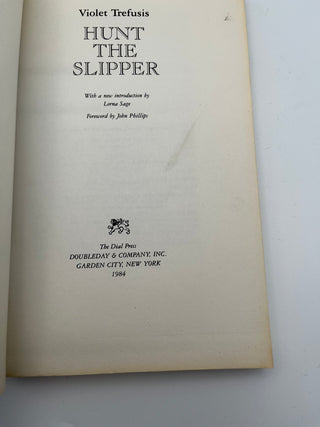 Violet Trefusis
HUNT
THE
SLIPPER
With a new introduction by
Lorna Sage
Foreword by John Phillips
The Dial Press
DOUBLEDAY & COMPANY, INC.
GARDEN CITY, NEW YORK
1984